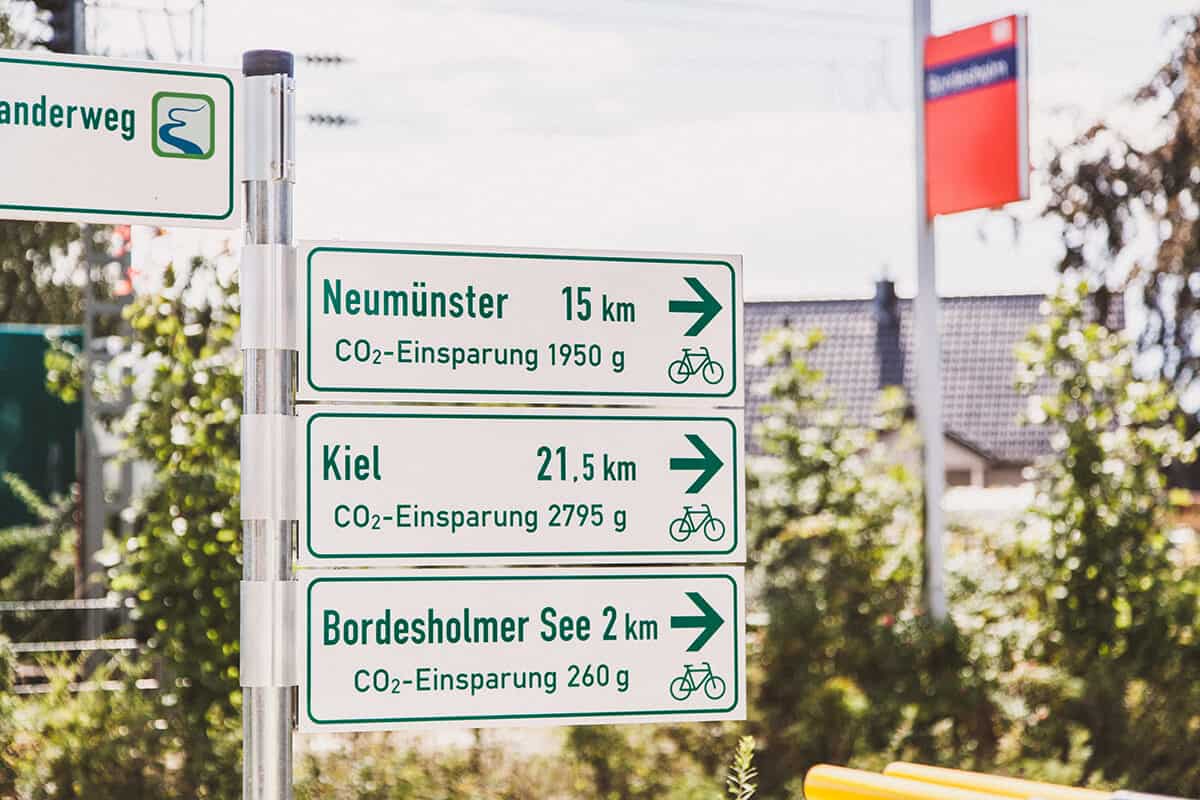 anderweg
Bordesholm
Neumünster 15 km
CO₂-Einsparung 1950 g
Kiel 21,5 km
CO₂-Einsparung 2795 g
Bordesholmer See 2 km
CO₂-Einsparung 260 g